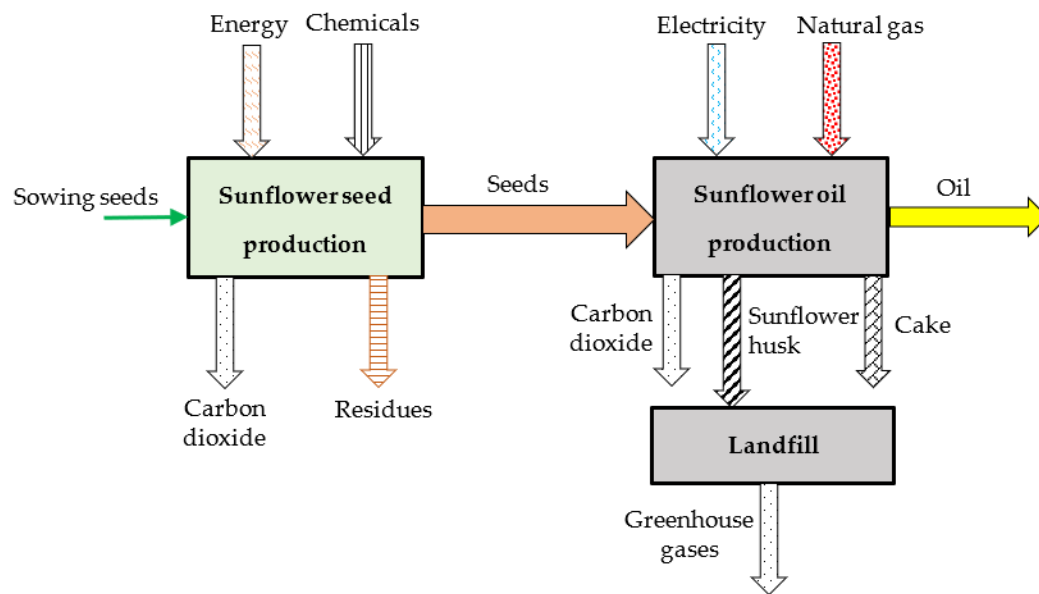 Energy
Chemicals
Electricity
Natural gas
Sowing seeds
Sunflower seed
production
Seeds
Sunflower oil
production
Oil
Carbon
dioxide
Residues
Carbon
dioxide
Sunflower
husk
Cake
Landfill
Greenhouse
gases